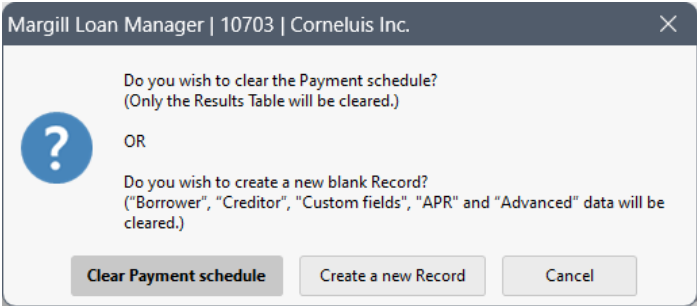 Margill Loan Manager | 10703 | Corneluis Inc.
Do you wish to clear the Payment schedule?
(Only the Results Table will be cleared.)
?
OR
Do you wish to create a new blank Record?
("Borrower", "Creditor", "Custom fields", "APR" and "Advanced" data will be
cleared.)
Clear Payment schedule
Create a new Record
Cancel